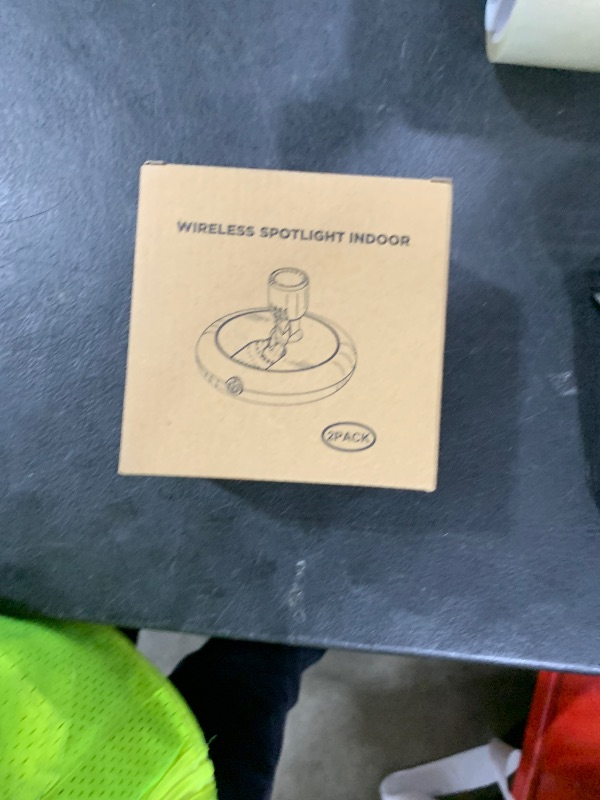 WIRELESS SPOTLIGHT INDOOR
2PACK